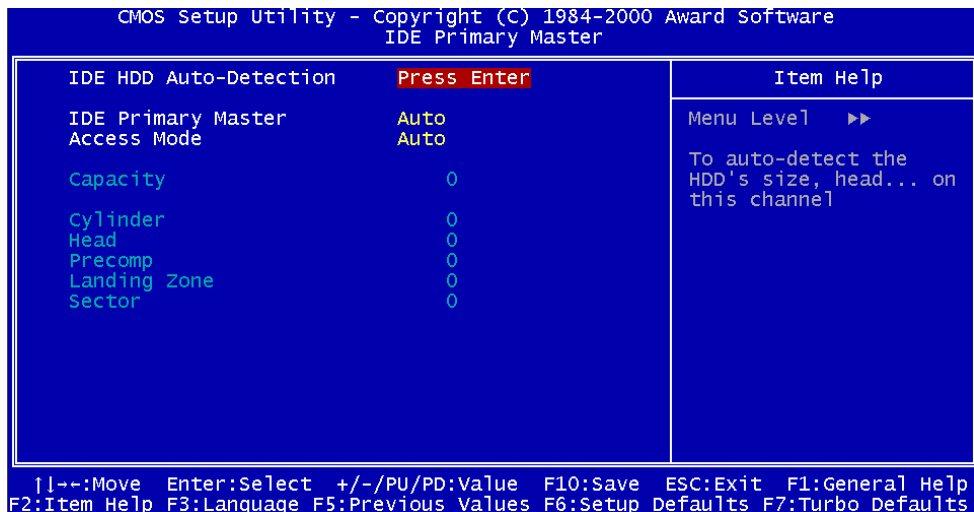 CMOS Setup Utility - Copyright (C) 1984-2000 Award Software
IDE Primary Master
IDE HDD Auto-Detection Press Enter
IDE Primary Master Auto
Access Mode Auto
Capacity 0
Cylinder 0
Head 0
Precomp 0
Landing Zone 0
Sector 0
Item Help
Menu Level ►►
To auto-detect the
HDD's size, head... on
this channel
↑↓→←:Move Enter:Select +/-/PU/PD:Value F10:Save ESC:Exit F1:General Help
F2:Item Help F3:Language F5:Previous Values F6:Setup Defaults F7:Turbo Defaults